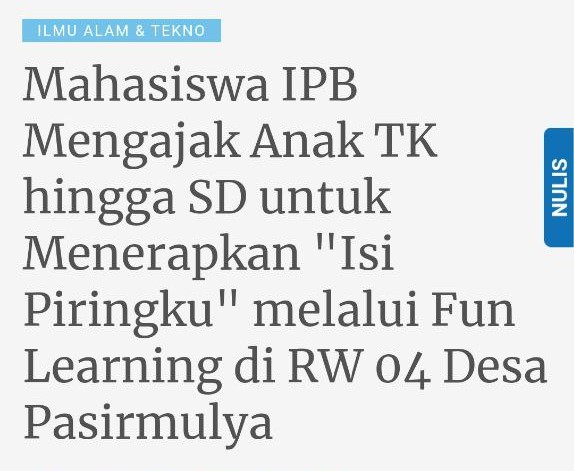 ILMU ALAM & TEKNO
Mahasiswa IPB
Mengajak Anak TK
hingga SD untuk
Menerapkan "Isi
Piringku" melalui Fun
Learning di RW 04 Desa
Pasirmulya
NULIS